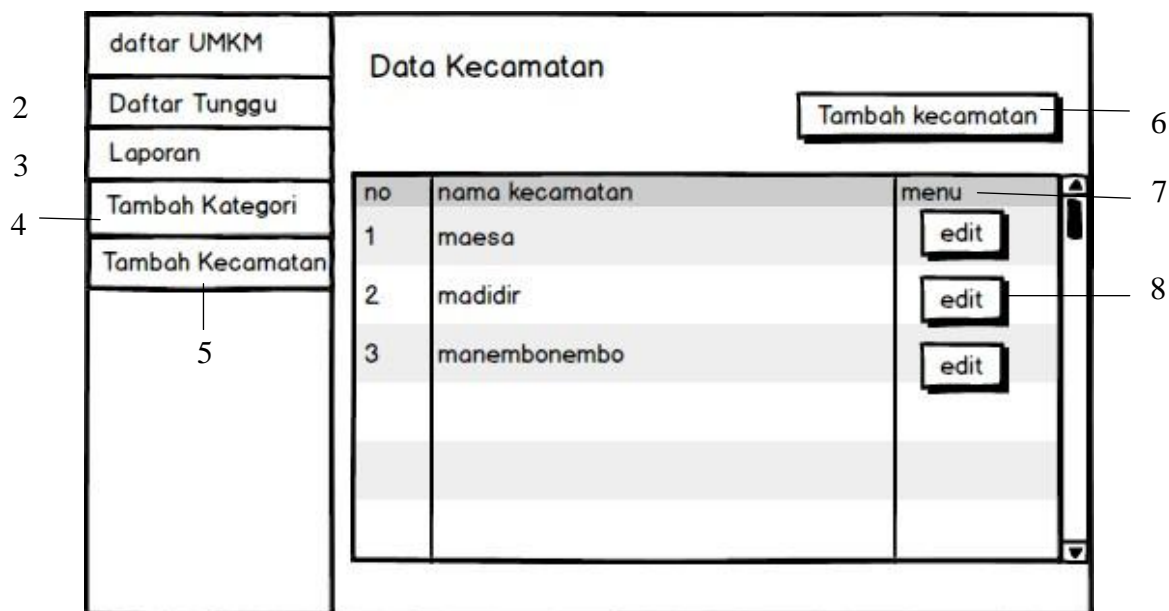 daftar UMKM
2
Daftar Tunggu
3
Laporan
4
Tambah Kategori
Tambah Kecamatan
5
Data Kecamatan
Tambah kecamatan
6
no nama kecamatan menu
7
1 maesa edit
2 madidir edit
8
3 manembonembo edit